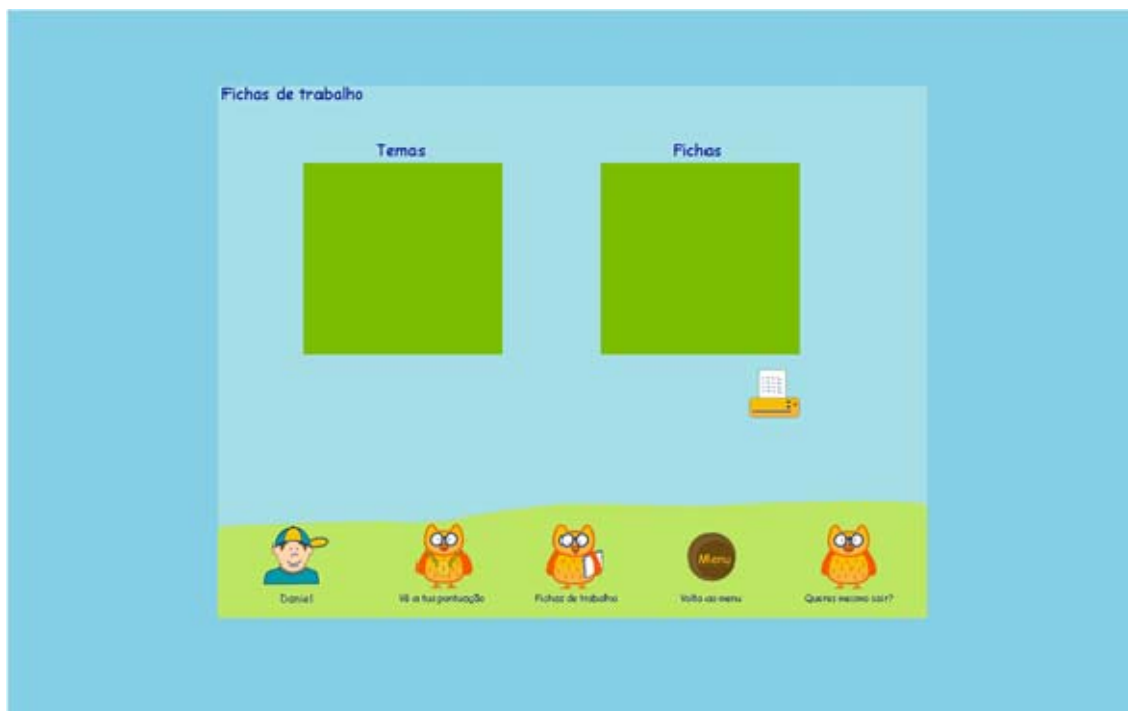 Fichas de trabalho
Temas
Fichas
Menu
Daniel
Vê a tua pontuação
Fichas de trabalho
Volta ao menu
Queres mesmo sair?